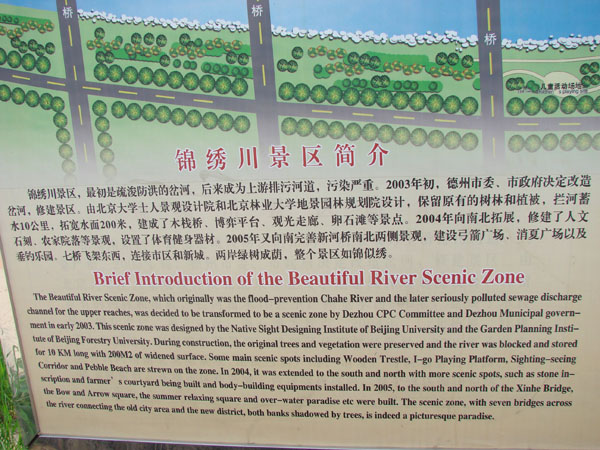 桥
桥
儿童活动场地
锦绣川景区简介
锦绣川景区，最初是疏浚防洪的岔河，后来成为上游排污河道，污染严重。2003年初，德州市委、市政府决定改造
岔河，修建景区。由北京大学土人景观设计院和北京林业大学地景园林规划院设计，保留原有的树林和植被，拦河蓄
水10公里，拓宽水面200米，建成了木栈桥、博弈平台、观光走廊、卵石滩等景点。2004年向南北拓展，修建了人文
石刻、农家院落等景观，设置了体育健身器材。2005年又向南完善新河桥南北两侧景观，建设弓箭广场、消夏广场以及
垂钓乐园。七桥飞架东西，连接市区和新城。两岸绿树成荫，整个景区如锦似绣。
Brief Introduction of the Beautiful River Scenic Zone
The Beautiful River Scenic Zone, which originally was the flood-prevention Chahe River and the later seriously polluted sewage discharge
channel for the upper reaches, was decided to be transformed to be a scenic zone by Dezhou CPC Committee and Dezhou Municipal govern-
ment in early 2003. This scenic zone was designed by the Native Sight Designing Institute of Beijing University and the Garden Planning Insti-
tute of Beijing Forestry University. During construction, the original trees and vegetation were preserved and the river was blocked and stored
for 10 KM long with 200M2 of widened surface. Some main scenic spots including Wooden Trestle, I-go Playing Platform, Sighting-seeing
Corridor and Pebble Beach are strewn on the zone. In 2004, it was extended to the south and north with more scenic spots, such as stone in-
scription and farmer's courtyard being built and body-building equipments installed. In 2005, to the south and north of the Xinhe Bridge,
the Bow and Arrow square, the summer relaxing square and over-water paradise etc were built. The scenic zone, with seven bridges across
the river connecting the old city area and the new district, both banks shadowed by trees, is indeed a picturesque paradise.